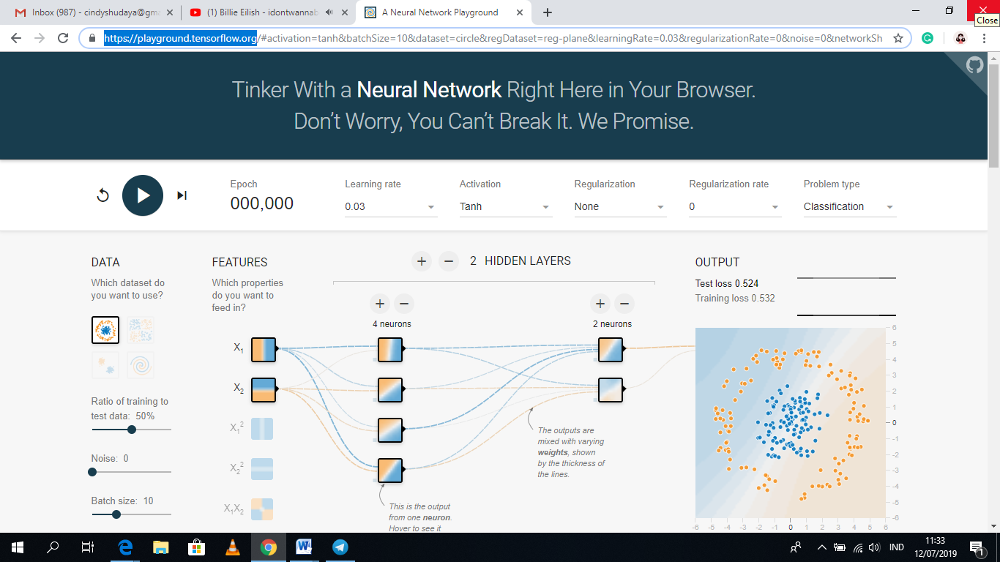 Inbox (987) - cindyshudaya@gma
(1) Billie Eilish - idontwannab
A Neural Network Playground
Close
https://playground.tensorflow.org/#activation=tanh&batchSize=10&dataset=circle&regDataset=reg-plane&learningRate=0.03&regularizationRate=0&noise=0&networkSh
Tinker With a Neural Network Right Here in Your Browser.
Don't Worry, You Can't Break It. We Promise.
Epoch
000,000
Learning rate
0.03
Activation
Tanh
Regularization
None
Regularization rate
0
Problem type
Classification
DATA
Which dataset do
you want to use?
Ratio of training to
test data: 50%
Noise: 0
Batch size: 10
FEATURES
Which properties
do you want to
feed in?
X₁
X₂
X₁²
X₂²
X₁X₂
+ − 2 HIDDEN LAYERS
+ −
4 neurons
+ −
2 neurons
The outputs are
mixed with varying
weights, shown
by the thickness of
the lines.
This is the output
from one neuron.
Hover to see it
OUTPUT
Test loss 0.524
Training loss 0.532
6
5
4
3
2
1
0
-1
-2
-3
-4
-5
-6
-6 -5 -4 -3 -2 -1 0 1 2 3 4 5 6
IND
11:33
12/07/2019
1